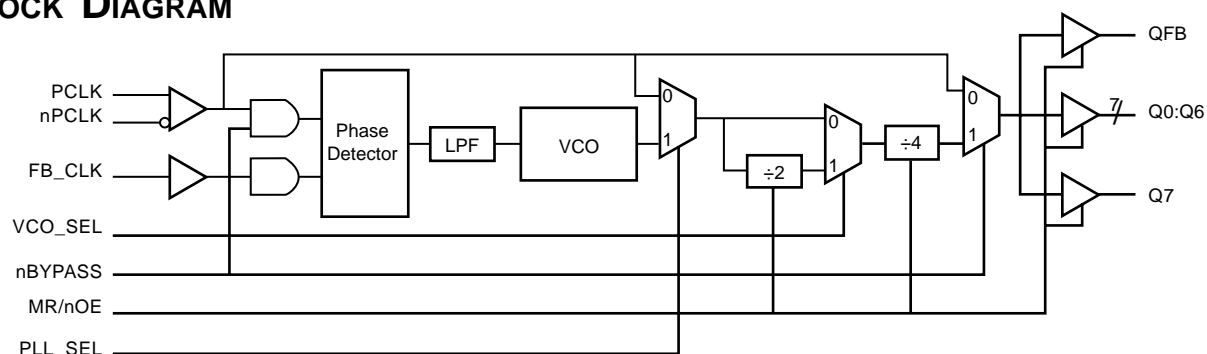 OCK DIAGRAM
PCLK
nPCLK
FB_CLK
VCO_SEL
nBYPASS
MR/nOE
PLL_SEL
Phase
Detector
LPF
VCO
0
1
÷2
0
1
÷4
0
1
QFB
7
Q0:Q6
Q7